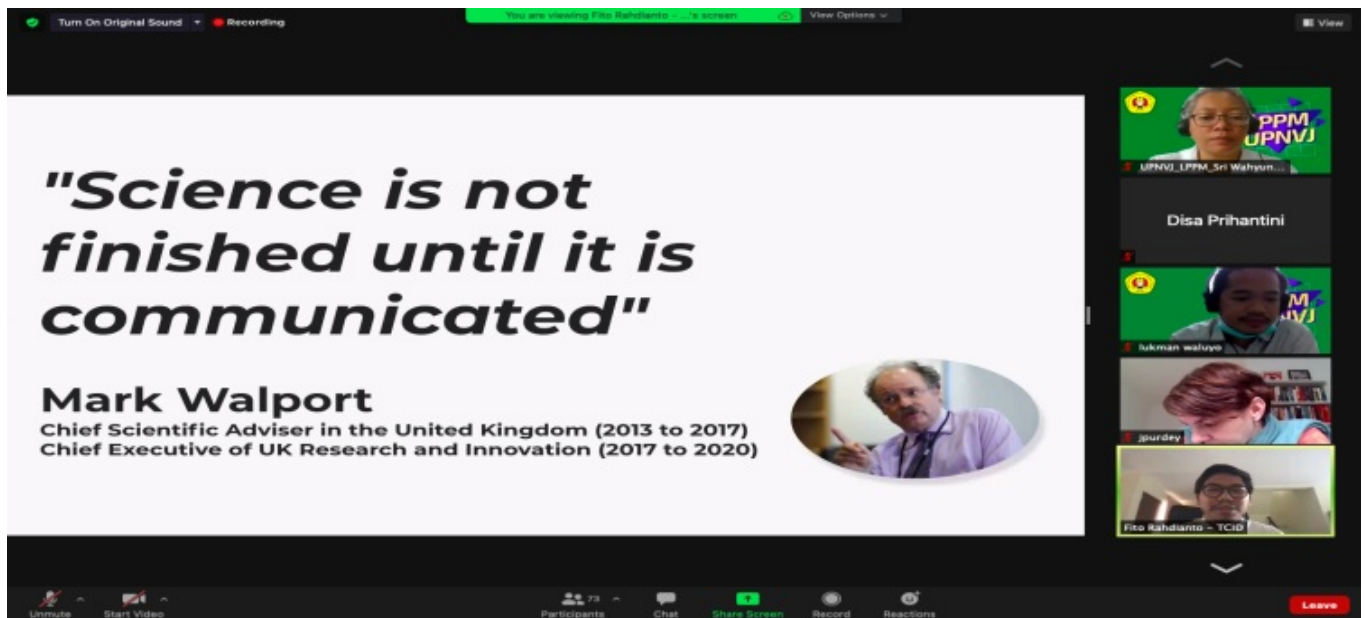 Turn On Original Sound
Recording
You are viewing Fito Rahdianto - ...'s screen
View Options
View
"Science is not
finished until it is
communicated"
Mark Walport
Chief Scientific Adviser in the United Kingdom (2013 to 2017)
Chief Executive of UK Research and Innovation (2017 to 2020)
PPM
UPNVJ
UPNVJ_LPPM_Sri Wahyun...
Disa Prihantini
M
VJ
lukman waluyo
jpurdey
Fito Rahdianto - TCID
Unmute
Start Video
73
Participants
Chat
Share Screen
Record
Reactions
Leave